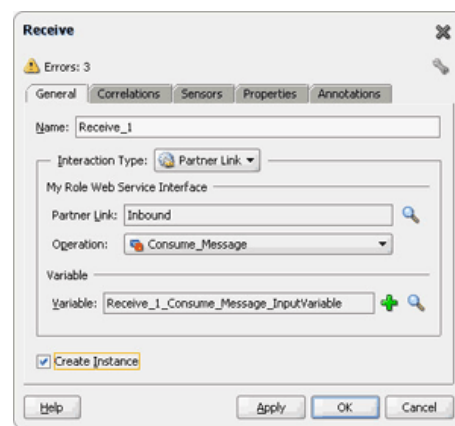 Receive
Errors: 3
General Correlations Sensors Properties Annotations
Name: Receive_1
Interaction Type: Partner Link
My Role Web Service Interface
Partner Link: Inbound
Operation: Consume_Message
Variable
Variable: Receive_1_Consume_Message_InputVariable
Create Instance
Help Apply OK Cancel